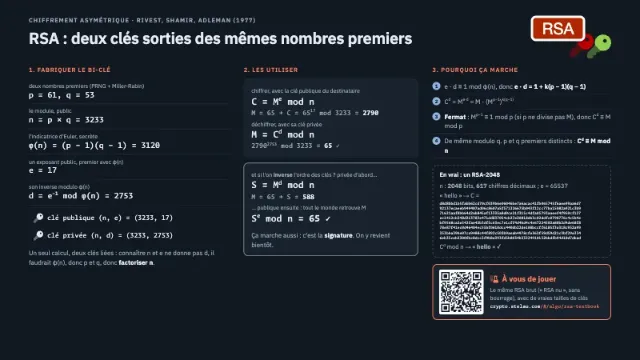 CHIFFREMENT ASYMÉTRIQUE · RIVEST, SHAMIR, ADLEMAN (1977)
RSA : deux clés sorties des mêmes nombres premiers
RSA
1. FABRIQUER LE BI-CLÉ
deux nombres premiers (PRNG + Miller-Rabin)
p = 61, q = 53
le module, public
n = p × q = 3233
l'indicatrice d'Euler, secrète
φ(n) = (p − 1)(q − 1) = 3120
un exposant public, premier avec φ(n)
e = 17
son inverse modulo φ(n)
d = e⁻¹ mod φ(n) = 2753
clé publique (n, e) = (3233, 17)
clé privée (n, d) = (3233, 2753)
Un seul calcul, deux clés liées : connaître n et e ne donne pas d, il
faudrait φ(n), donc p et q, donc factoriser n.
2. LES UTILISER
chiffrer, avec la clé publique du destinataire
C = Mᵉ mod n
M = 65 → C = 65¹⁷ mod 3233 = 2790
déchiffrer, avec sa clé privée
M = Cᵈ mod n
2790²⁷⁵³ mod 3233 = 65 ✓
et si l'on inverse l'ordre des clés ? privée d'abord…
S = Mᵈ mod n
M = 65 → S = 588
… publique ensuite : tout le monde retrouve M
Sᵉ mod n = 65 ✓
Ça marche aussi : c'est la signature. On y revient
bientôt.
3. POURQUOI ÇA MARCHE
1 e · d ≡ 1 mod φ(n), donc e · d = 1 + k(p − 1)(q − 1)
2
3 Fermat : Mᵖ⁻¹ ≡ 1 mod p (si p ne divise pas M), donc Cᵈ ≡ M
mod p
4 De même modulo q, p et q premiers distincts : Cᵈ ≡ M mod
n
En vrai : un RSA-2048
n : 2048 bits, 617 chiffres décimaux ; e = 65537
« hello » → C =
Cᵈ mod n → « hello » ✓
À vous de jouer
Le même RSA brut (« RSA nu », sans
bourrage), avec de vraies tailles de clés